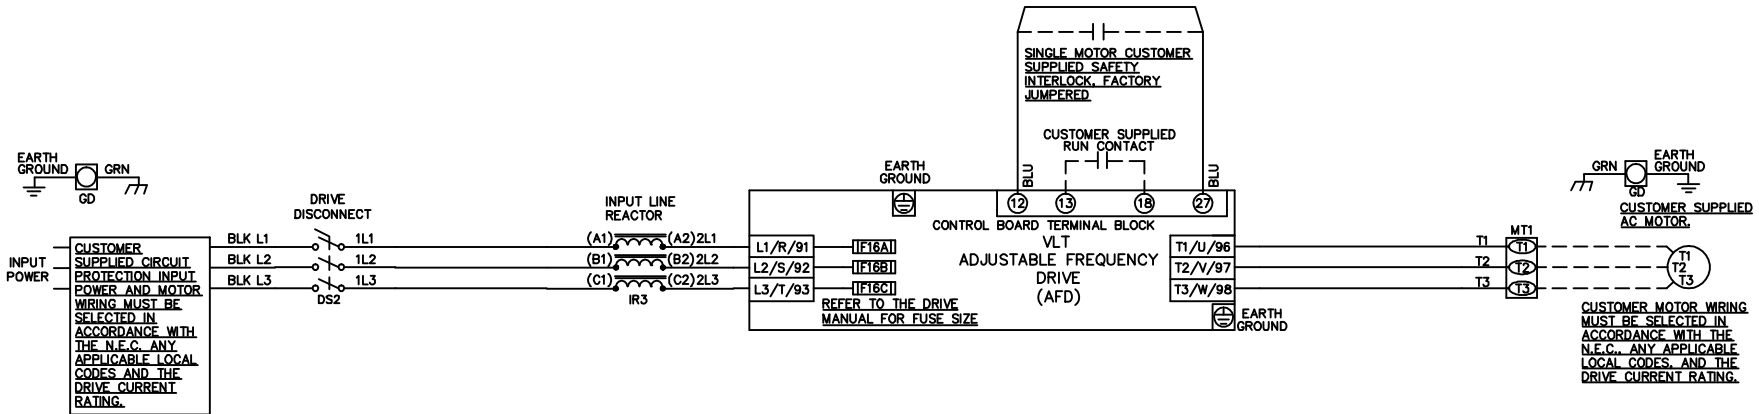 SINGLE MOTOR CUSTOMER
SUPPLIED SAFETY
INTERLOCK, FACTORY
JUMPERED
CUSTOMER SUPPLIED
RUN CONTACT
BLU
BLU
12
13
18
27
CONTROL BOARD TERMINAL BLOCK
EARTH
GROUND
GRN
GD
INPUT
POWER
CUSTOMER
SUPPLIED CIRCUIT
PROTECTION INPUT
POWER AND MOTOR
WIRING MUST BE
SELECTED IN
ACCORDANCE WITH
THE N.E.C. ANY
APPLICABLE LOCAL
CODES AND THE
DRIVE CURRENT
RATING.
BLK L1
BLK L2
BLK L3
DRIVE
DISCONNECT
1L1
1L2
1L3
DS2
INPUT LINE
REACTOR
(A1)
(A2)2L1
(B1)
(B2)2L2
(C1)
(C2)2L3
IR3
EARTH
GROUND
L1/R/91
L2/S/92
L3/T/93
F16A
F16B
F16C
REFER TO THE DRIVE
MANUAL FOR FUSE SIZE
VLT
ADJUSTABLE FREQUENCY
DRIVE
(AFD)
T1/U/96
T2/V/97
T3/W/98
EARTH
GROUND
T1
T2
T3
MT1
T1
T2
T3
GRN
EARTH
GROUND
GD
CUSTOMER SUPPLIED
AC MOTOR.
T1
T2
T3
CUSTOMER MOTOR WIRING
MUST BE SELECTED IN
ACCORDANCE WITH THE
N.E.C., ANY APPLICABLE
LOCAL CODES, AND THE
DRIVE CURRENT RATING.